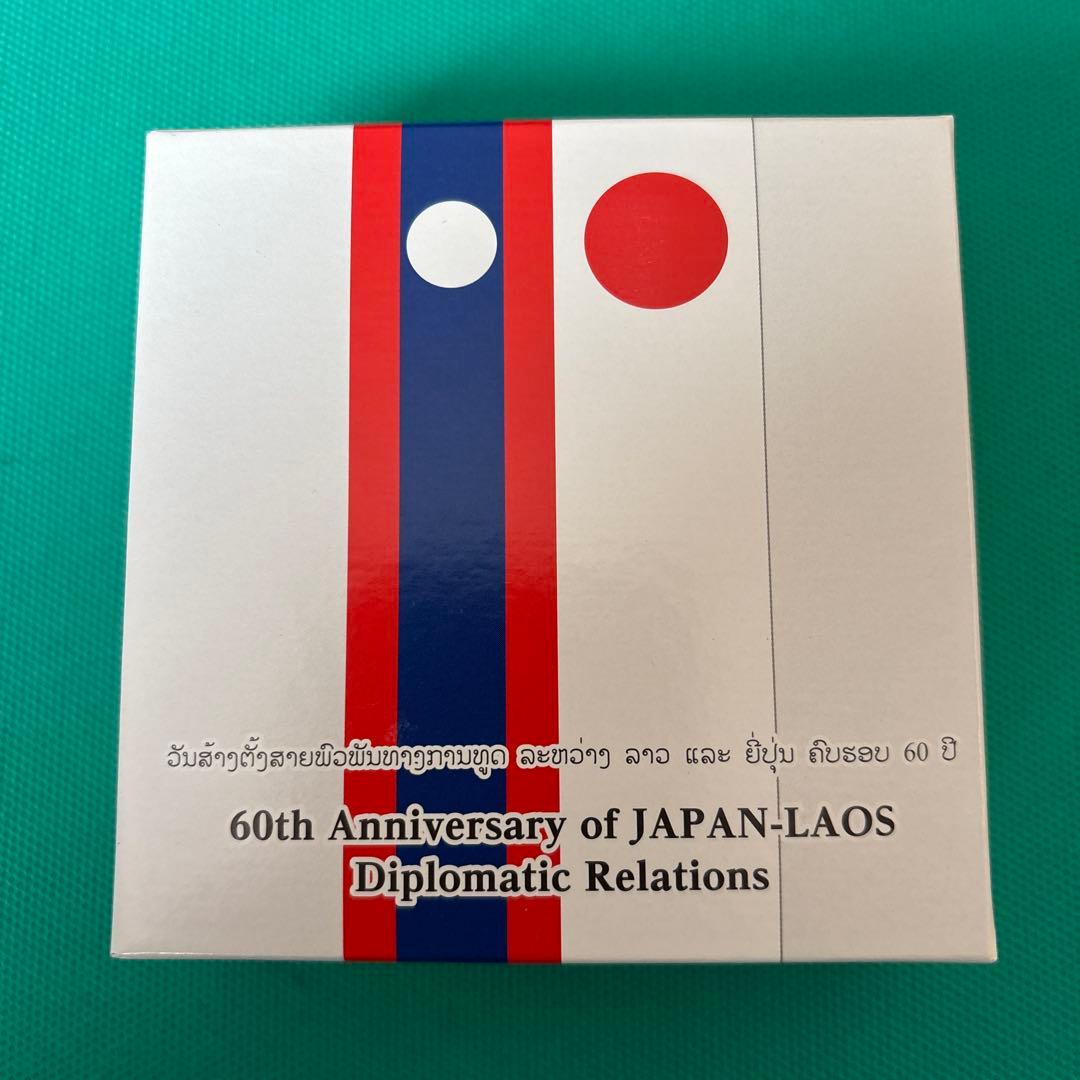 ວັນສ້າງຕັ້ງສາຍພົວພັນທາງການທູດ ລະຫວ່າງ ລາວ ແລະ ຍີ່ປຸ່ນ ຄົບຮອບ 60 ປີ
60th Anniversary of JAPAN-LAOS
Diplomatic Relations